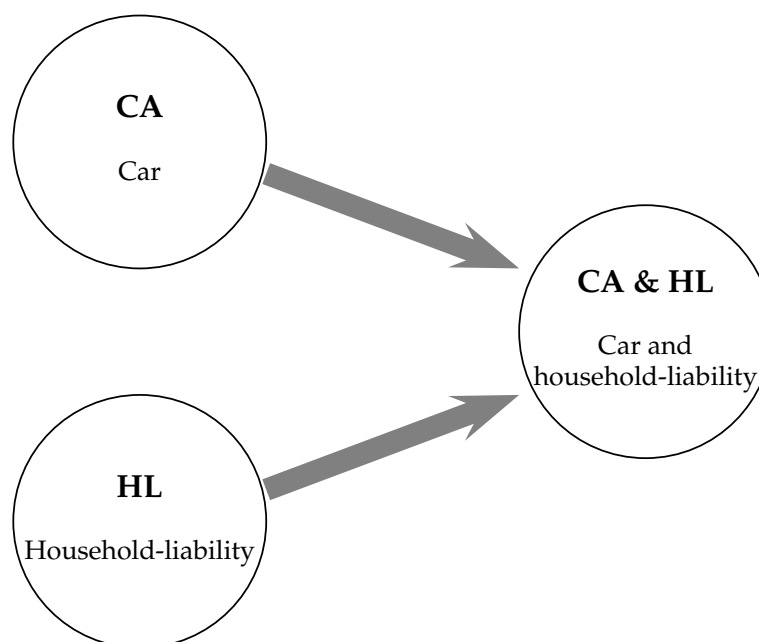 CA
Car
CA & HL
Car and
household-liability
HL
Household-liability